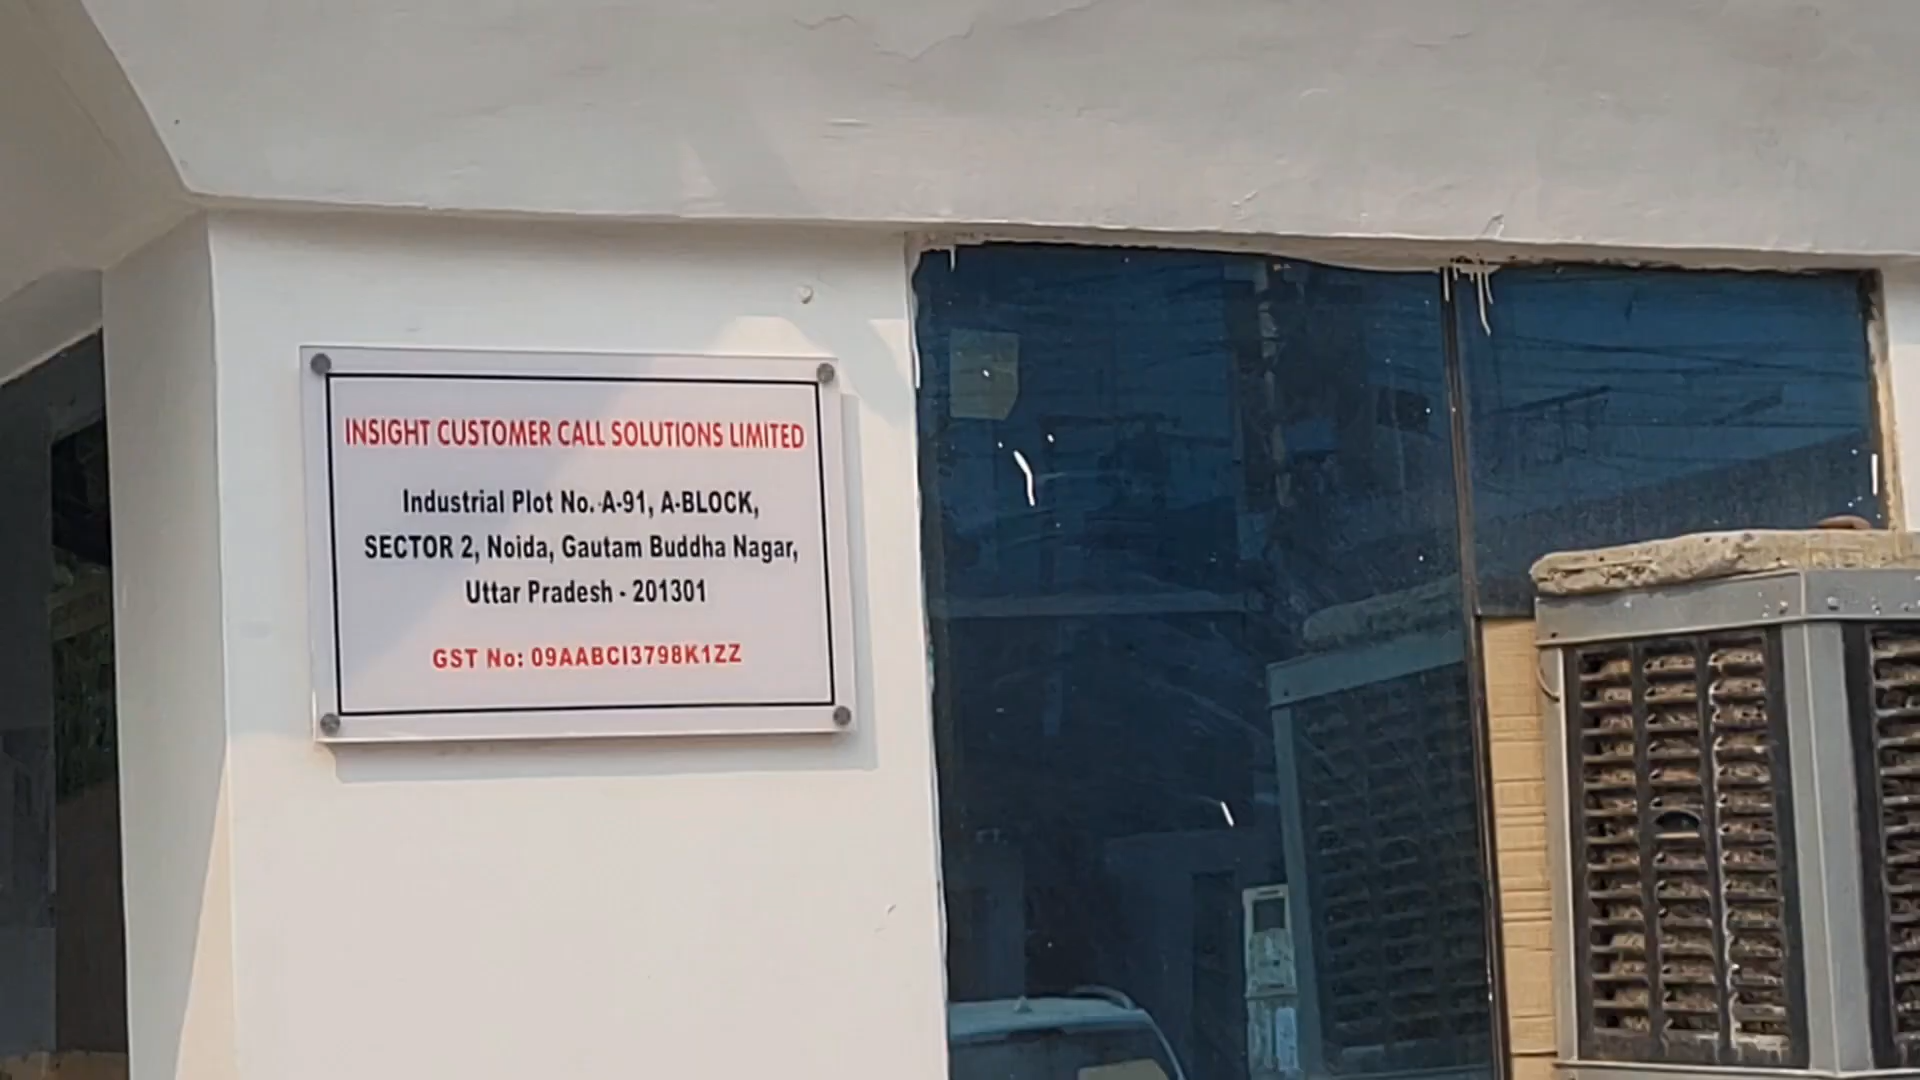 INSIGHT CUSTOMER CALL SOLUTIONS LIMITED
Industrial Plot No. A-91, A-BLOCK,
SECTOR 2, Noida, Gautam Buddha Nagar,
Uttar Pradesh - 201301
GST No: 09AABCI3798K1ZZ